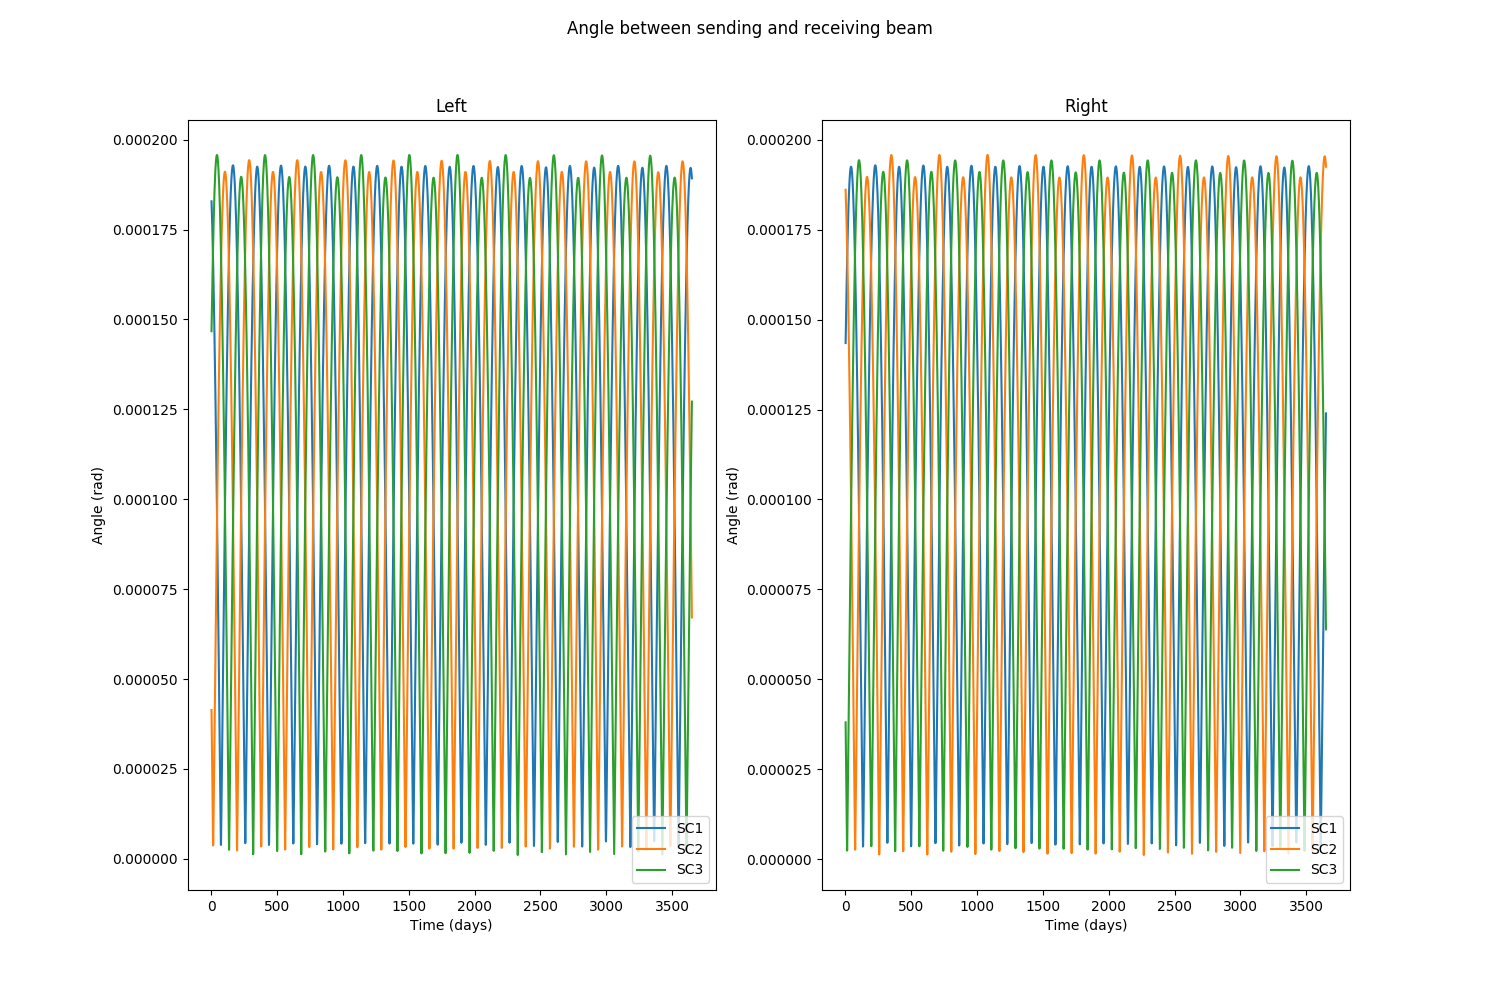 Angle between sending and receiving beam
Left
0.000200
0.000175
0.000150
0.000125
0.000100
0.000075
0.000050
0.000025
0.000000
Angle (rad)
0 500 1000 1500 2000 2500 3000 3500
Time (days)
SC1
SC2
SC3
Right
0.000200
0.000175
0.000150
0.000125
0.000100
0.000075
0.000050
0.000025
0.000000
Angle (rad)
0 500 1000 1500 2000 2500 3000 3500
Time (days)
SC1
SC2
SC3